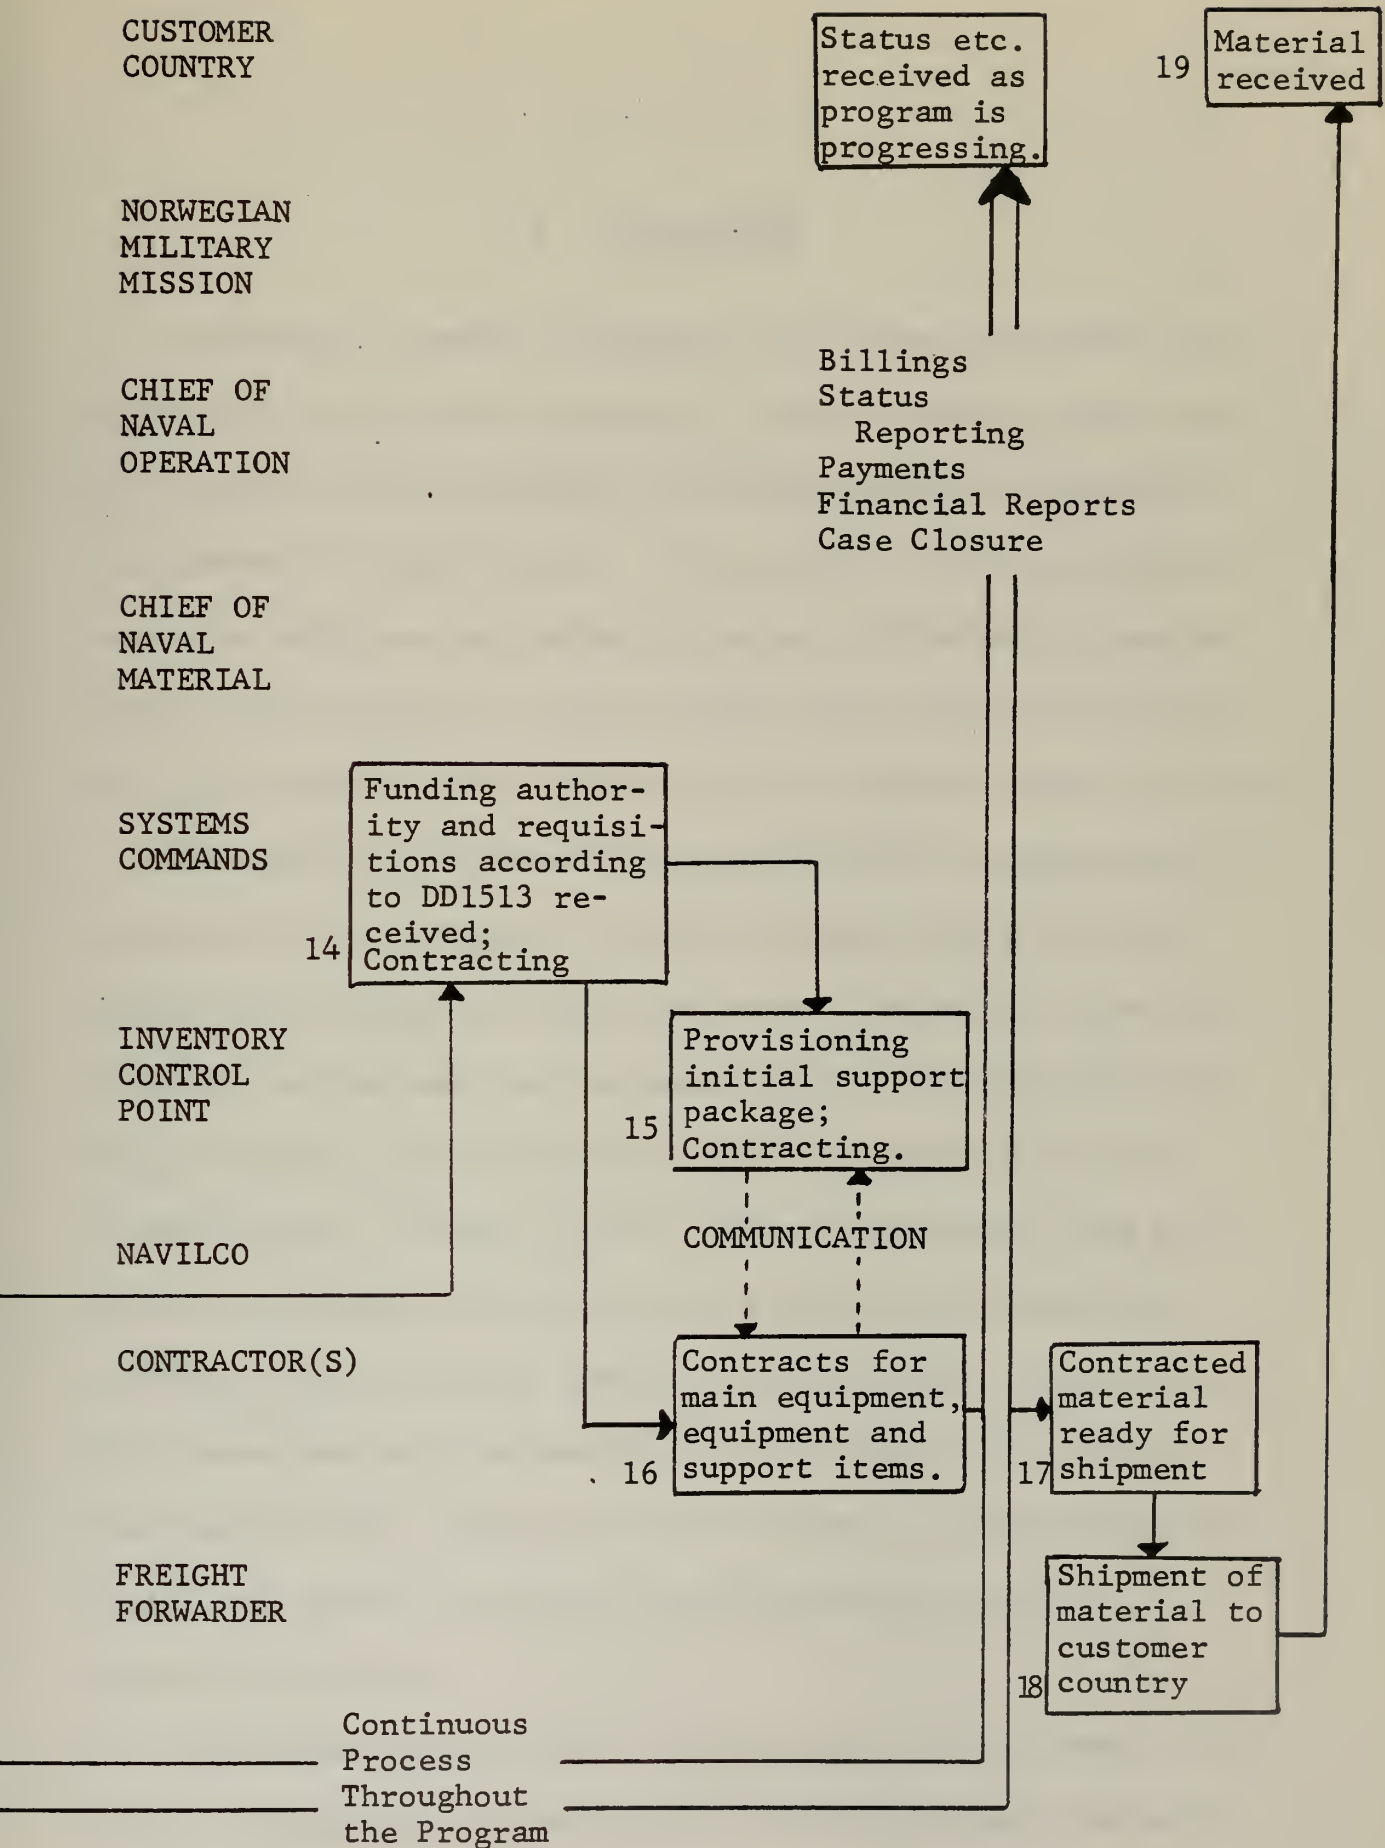 CUSTOMER
COUNTRY
Status etc.
received as
program is
progressing.
19
Material
received
NORWEGIAN
MILITARY
MISSION
CHIEF OF
NAVAL
OPERATION
Billings
Status
Reporting
Payments
Financial Reports
Case Closure
CHIEF OF
NAVAL
MATERIAL
SYSTEMS
COMMANDS
Funding author-
ity and requisi-
tions according
to DD1513 re-
ceived;
Contracting
14
INVENTORY
CONTROL
POINT
Provisioning
initial support
package;
Contracting.
15
COMMUNICATION
NAVILCO
CONTRACTOR(S)
Contracts for
main equipment,
equipment and
support items.
16
Contracted
material
ready for
shipment
17
FREIGHT
FORWARDER
Shipment of
material to
customer
country
18
Continuous
Process
Throughout
the Program